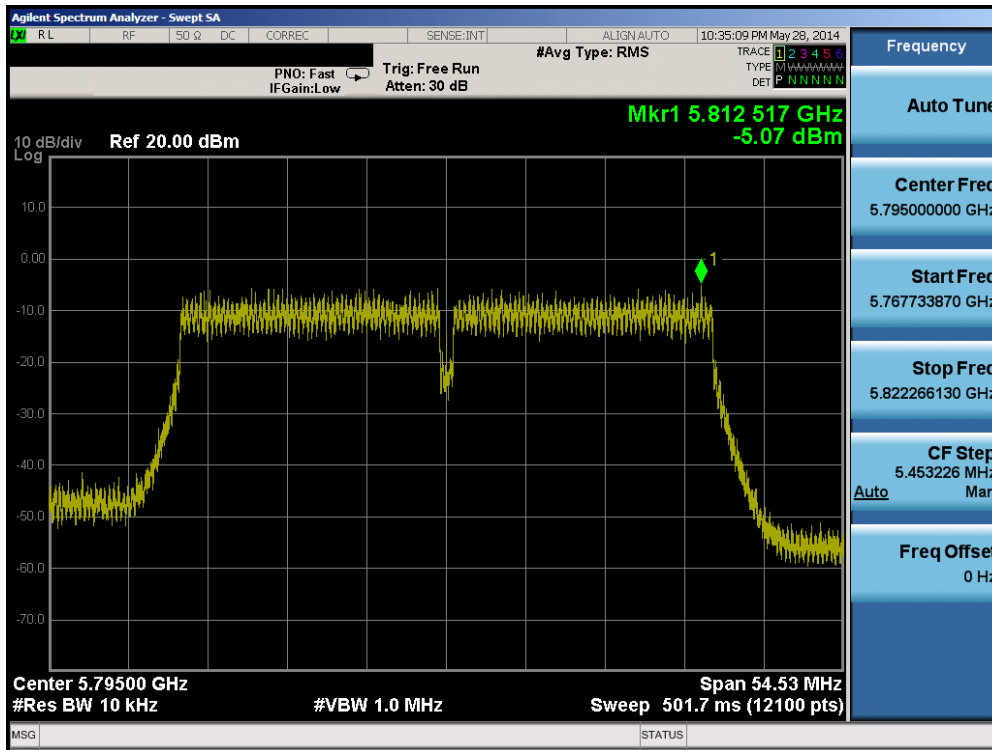 Agilent Spectrum Analyzer - Swept SA
LXI RL RF 50 Ω DC CORREC SENSE:INT ALIGN AUTO 10:35:09 PM May 28, 2014
PNO: Fast
IFGain:Low
Trig: Free Run
Atten: 30 dB
#Avg Type: RMS
TRACE 1 2 3 4 5 6
TYPE M
DET P N N N N N
Mkr1 5.812 517 GHz
-5.07 dBm
10 dB/div
Log
Ref 20.00 dBm
10.0
0.00
-10.0
-20.0
-30.0
-40.0
-50.0
-60.0
-70.0
1
Center 5.79500 GHz
#Res BW 10 kHz
#VBW 1.0 MHz
Span 54.53 MHz
Sweep 501.7 ms (12100 pts)
MSG
STATUS
Frequency
Auto Tune
Center Freq
5.795000000 GHz
Start Freq
5.767733870 GHz
Stop Freq
5.822266130 GHz
CF Step
5.453226 MHz
Auto Man
Freq Offset
0 Hz